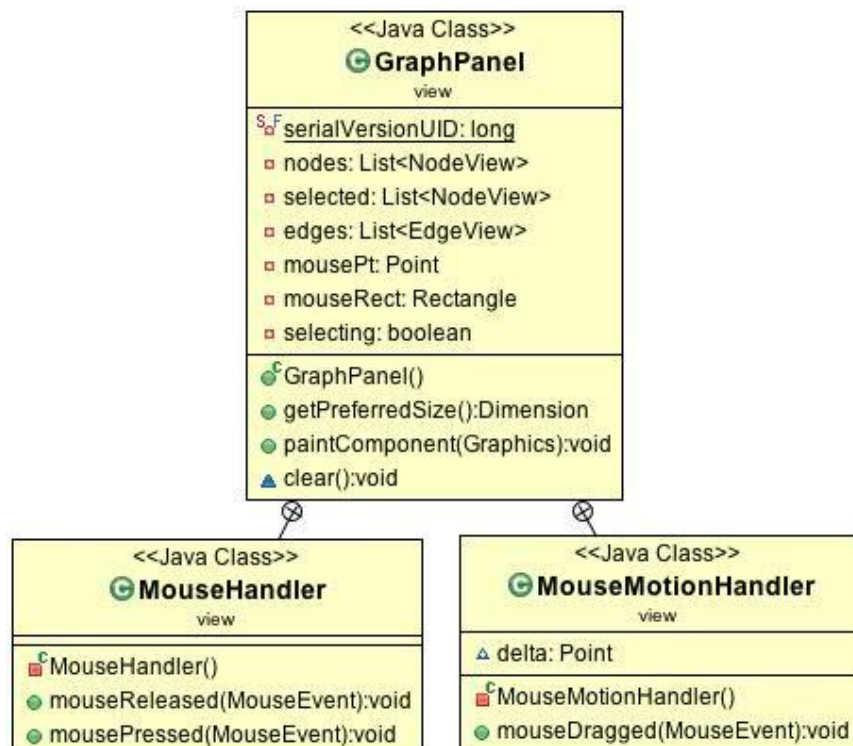 <<Java Class>>
C GraphPanel
view
S F serialVersionUID: long
nodes: List<NodeView>
selected: List<NodeView>
edges: List<EdgeView>
mousePt: Point
mouseRect: Rectangle
selecting: boolean
C GraphPanel()
getPreferredSize():Dimension
paintComponent(Graphics):void
clear():void
<<Java Class>>
C MouseHandler
view
C MouseHandler()
mouseReleased(MouseEvent):void
mousePressed(MouseEvent):void
<<Java Class>>
C MouseMotionHandler
view
delta: Point
C MouseMotionHandler()
mouseDragged(MouseEvent):void